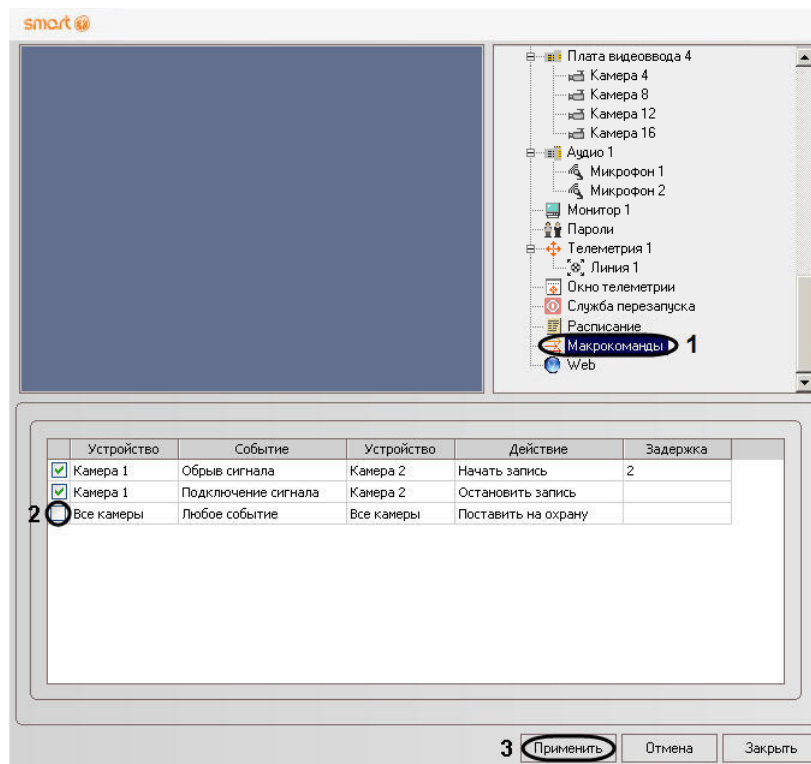 smart
Плата видеоввода 4
Камера 4
Камера 8
Камера 12
Камера 16
Аудио 1
Микрофон 1
Микрофон 2
Монитор 1
Пароли
Телеметрия 1
Линия 1
Окно телеметрии
Служба перезапуска
Расписание
Макрокоманды 1
Web
Устройство Событие Устройство Действие Задержка
Камера 1 Обрыв сигнала Камера 2 Начать запись 2
Камера 1 Подключение сигнала Камера 2 Остановить запись
2 Все камеры Любое событие Все камеры Поставить на охрану
3 Применить Отмена Закрыть